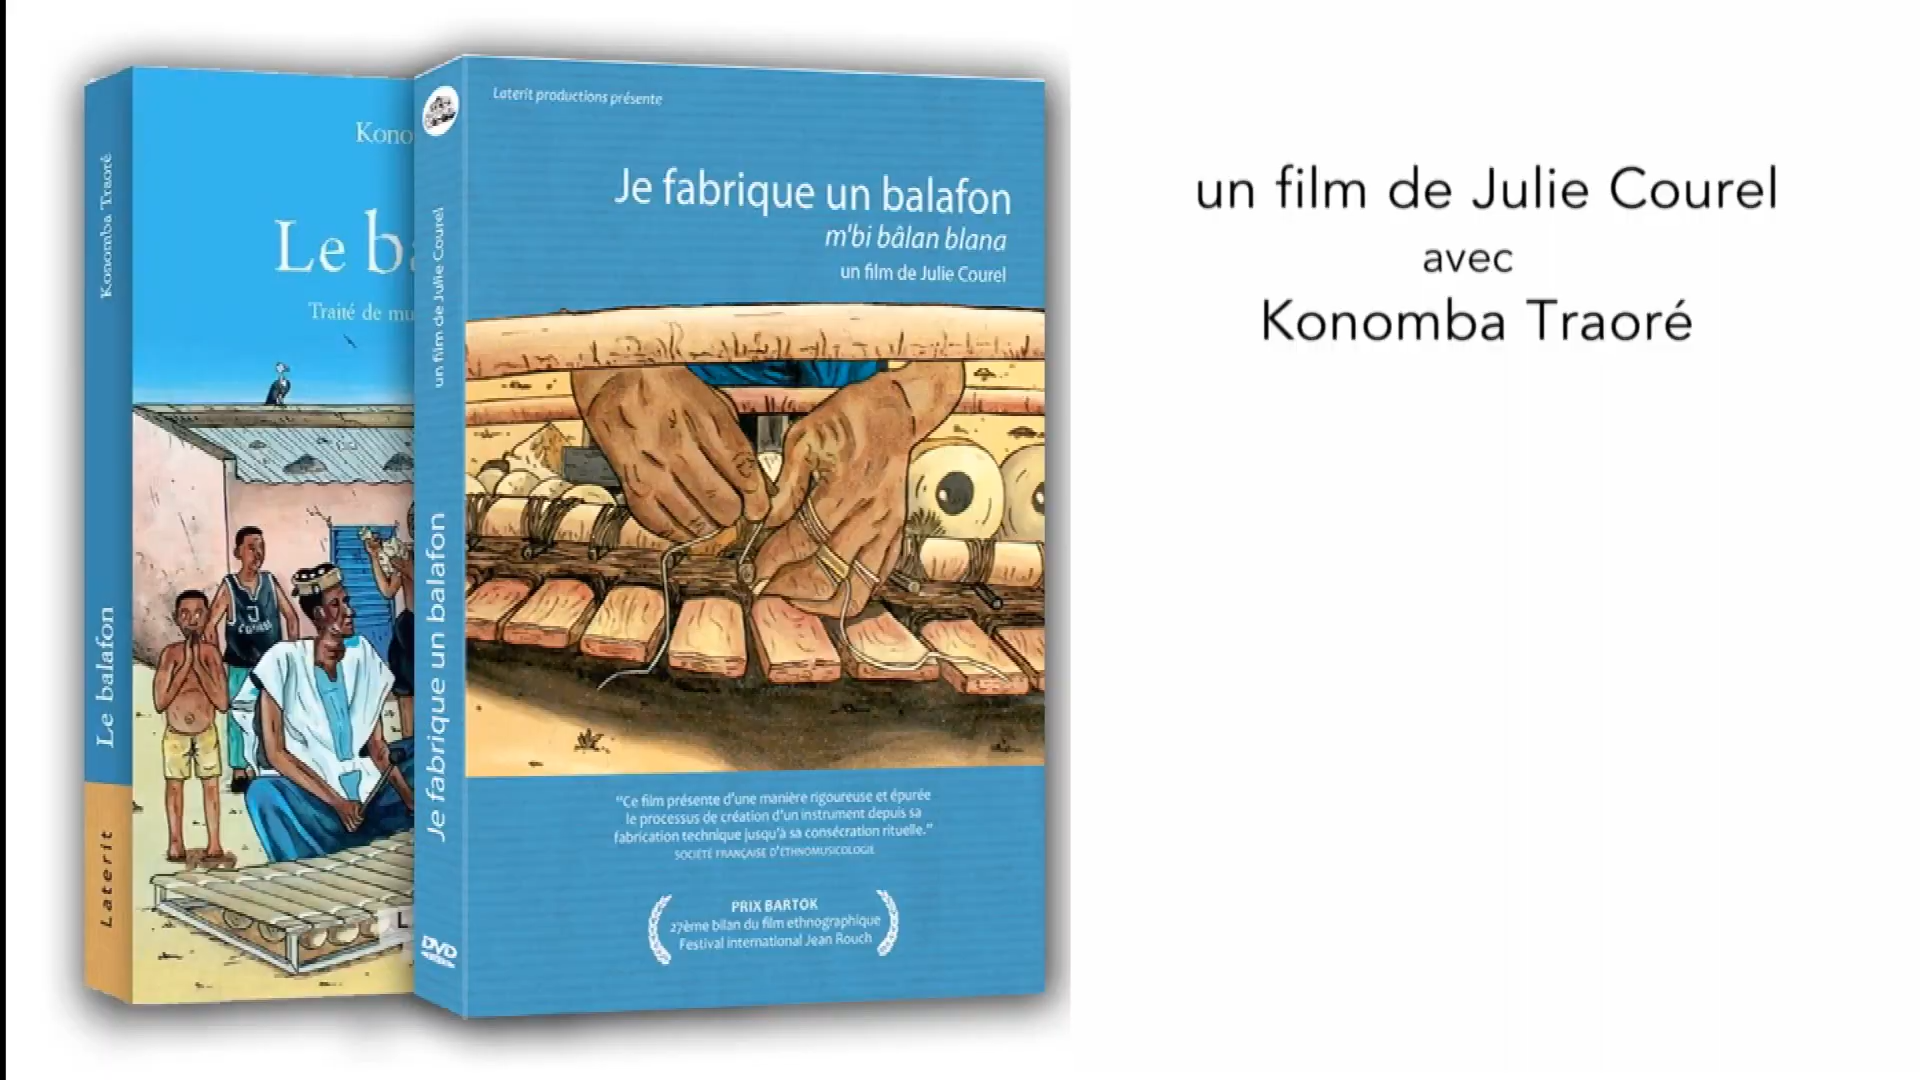 Konomba Traoré
Le balafon
Laterit
Le
Traité de
un film de Julie Courel
Je fabrique un balafon
DVD
Laterit productions présente
Je fabrique un balafon
m'bi bâlan blana
un film de Julie Courel
"Ce film présente d'une manière rigoureuse et épurée
le processus de création d'un instrument depuis sa
fabrication technique jusqu'à sa consécration rituelle."
SOCIÉTÉ FRANÇAISE D'ETHNOMUSICOLOGIE
PRIX BARTOK
27ème bilan du film ethnographique
Festival international Jean Rouch
un film de Julie Courel
avec
Konomba Traoré